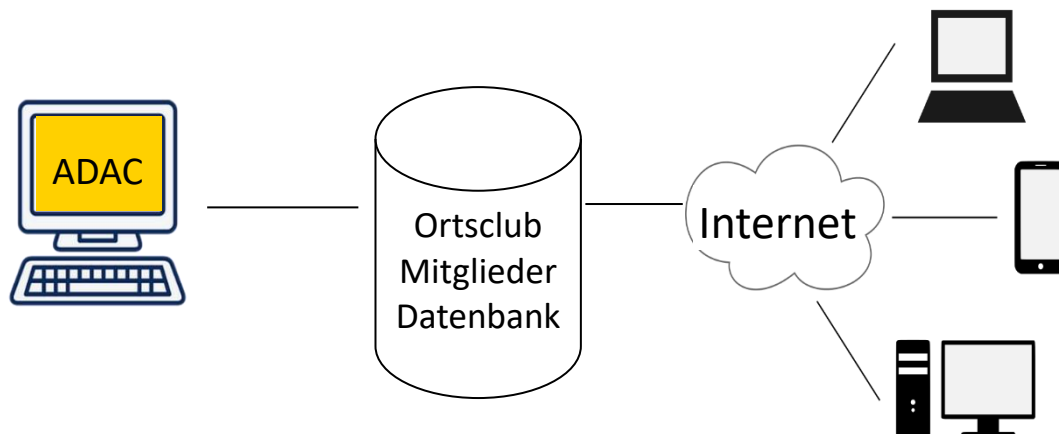 ADAC
Ortsclub
Mitglieder
Datenbank
Internet